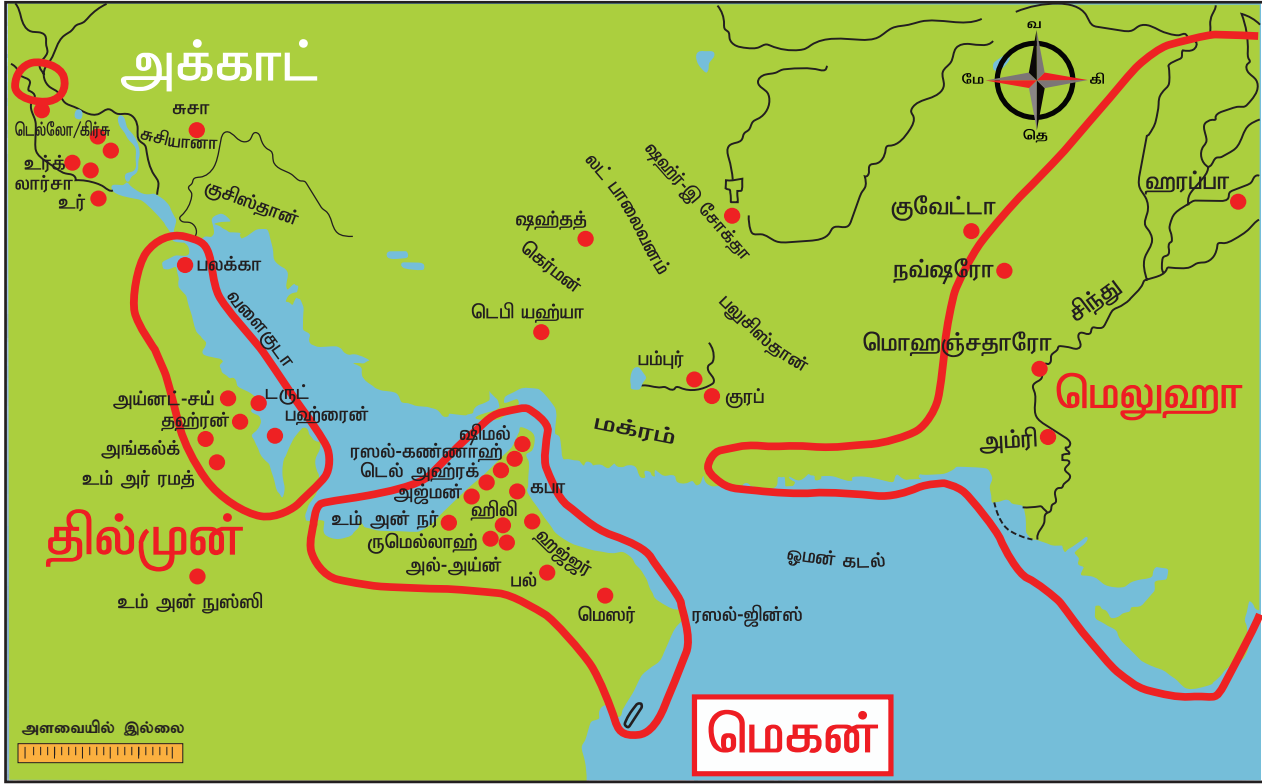 அக்காட்
வ
மே
கி
தெ
சுசா
டெல்லோ/கிர்சு
சுசியானா
உர்க்
லார்சா
உர்
குசிஸ்தான்
லட் பாலைவனம்
ஷஹ்ர்-இ சோக்தா
ஹரப்பா
ஷஹ்தத்
குவேட்டா
கெர்மன்
பலக்கா
நவ்ஷரோ
சிந்து
வளைகுடா
டெபி யஹ்யா
பலுசிஸ்தான்
மொஹஞ்சதாரோ
பம்புர்
மெலுஹா
குரப்
அய்னட்-சய்
டருட்
தஹ்ரன்
பஹ்ரைன்
மக்ரம்
ஷிமல்
அம்ரி
அங்கல்க்
ரஸல்-கண்ணாஹ்
உம் அர் ரமத்
டெல் அஹ்ரக்
அஜ்மன்
கபா
தில்முன்
உம் அன் நர்
ஹிலி
ருமெல்லாஹ்
ஹஜ்ஜர்
ஓமன் கடல்
அல்-அய்ன்
பல்
உம் அன் நுஸ்ஸி
மெஸர்
ரஸல்-ஜின்ஸ்
அளவையில் இல்லை
மெகன்